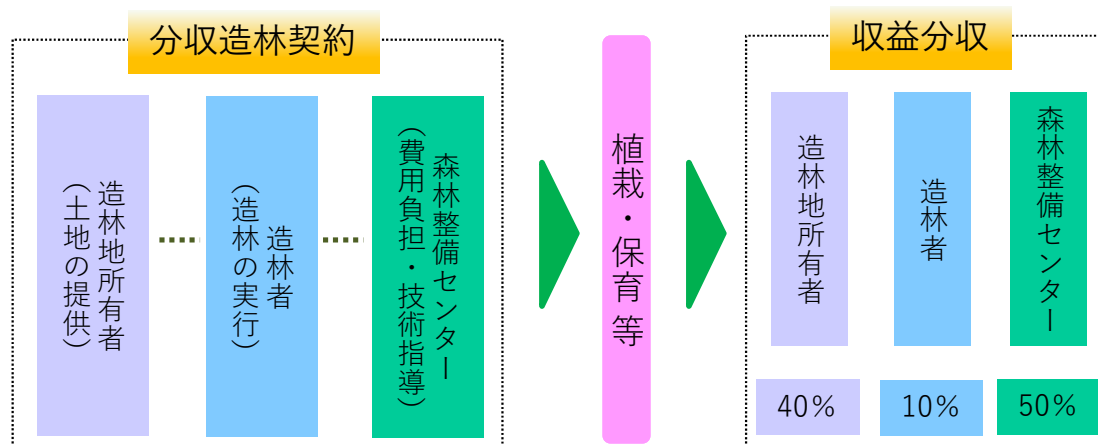 分収造林契約
造林地所有者
(土地の提供)
造林者
(造林の実行)
森林整備センター
(費用負担・技術指導)
植栽・保育 等
収益分収
造林地所有者
造林者
森林整備センター
40%
10%
50%